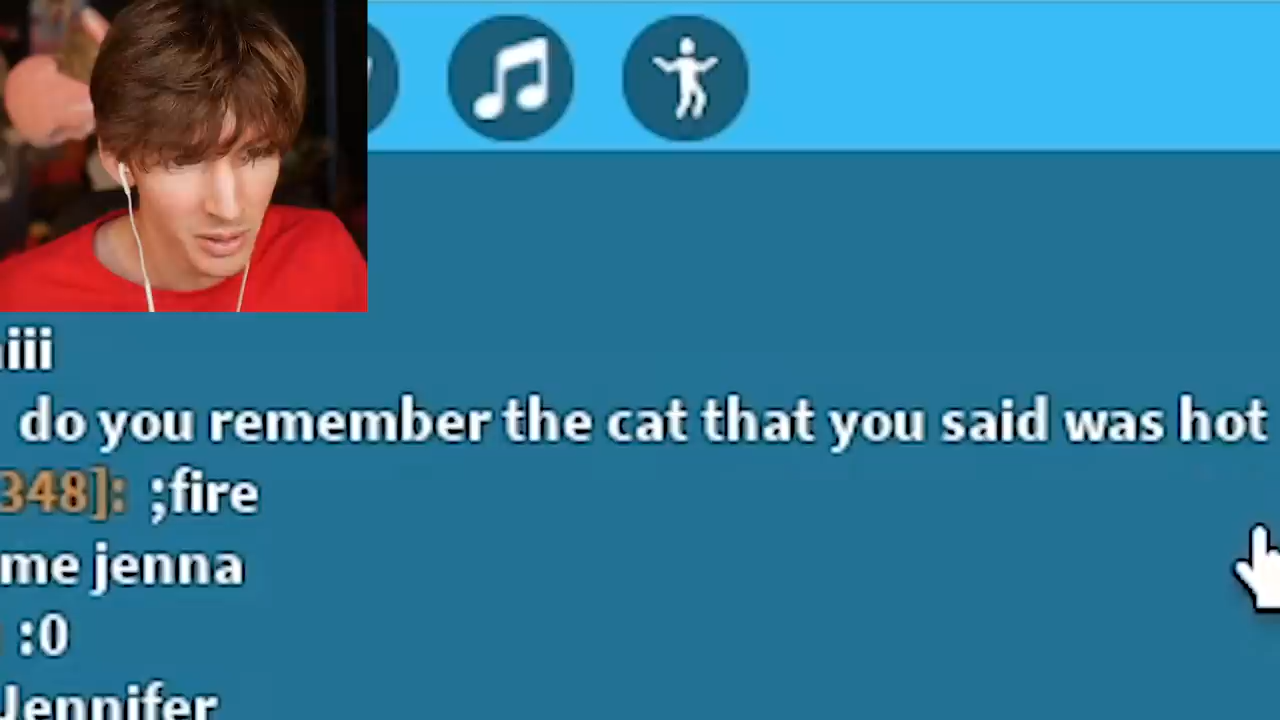 iii
do you remember the cat that you said was hot
348]: ;fire
me jenna
:0
Jennifer